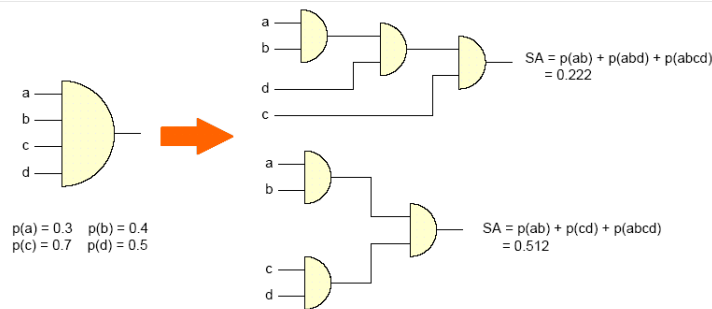 a
b
c
d
p(a) = 0.3 p(b) = 0.4
p(c) = 0.7 p(d) = 0.5
a
b
d
c
SA = p(ab) + p(abd) + p(abcd)
= 0.222
a
b
c
d
SA = p(ab) + p(cd) + p(abcd)
= 0.512